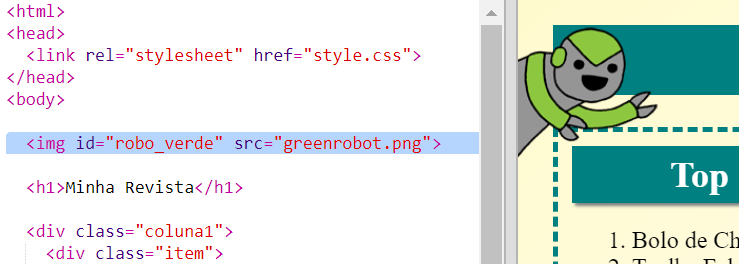 <html>
<head>
<link rel="stylesheet" href="style.css">
</head>
<body>
<img id="robo_verde" src="greenrobot.png">
<h1>Minha Revista</h1>
<div class="coluna1">
<div class="item">
Top
1. Bolo de Ch
2.